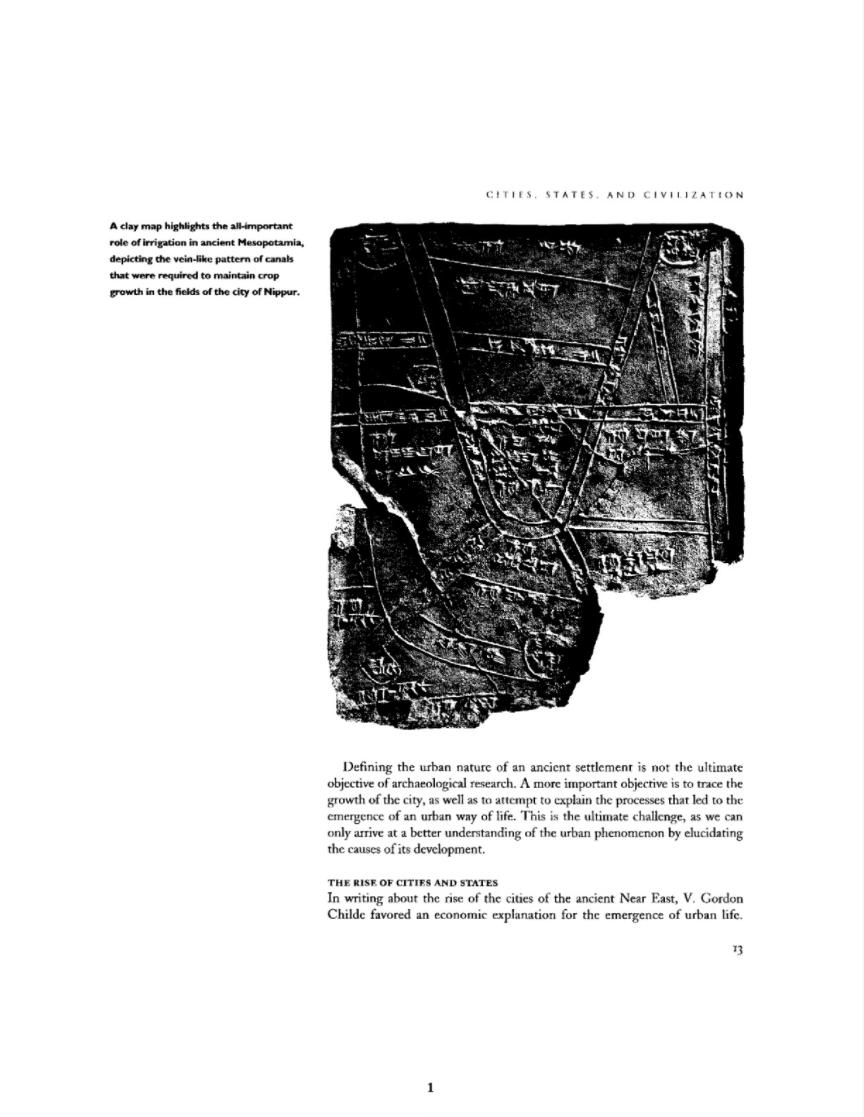 CITIES, STATES, AND CIVILIZATION
A clay map highlights the all-important
role of irrigation in ancient Mesopotamia,
depicting the vein-like pattern of canals
that were required to maintain crop
growth in the fields of the city of Nippur.
Defining the urban nature of an ancient settlement is not the ultimate
objective of archaeological research. A more important objective is to trace the
growth of the city, as well as to attempt to explain the processes that led to the
emergence of an urban way of life. This is the ultimate challenge, as we can
only arrive at a better understanding of the urban phenomenon by elucidating
the causes of its development.
THE RISE OF CITIES AND STATES
In writing about the rise of the cities of the ancient Near East, V. Gordon
Childe favored an economic explanation for the emergence of urban life.
13
1